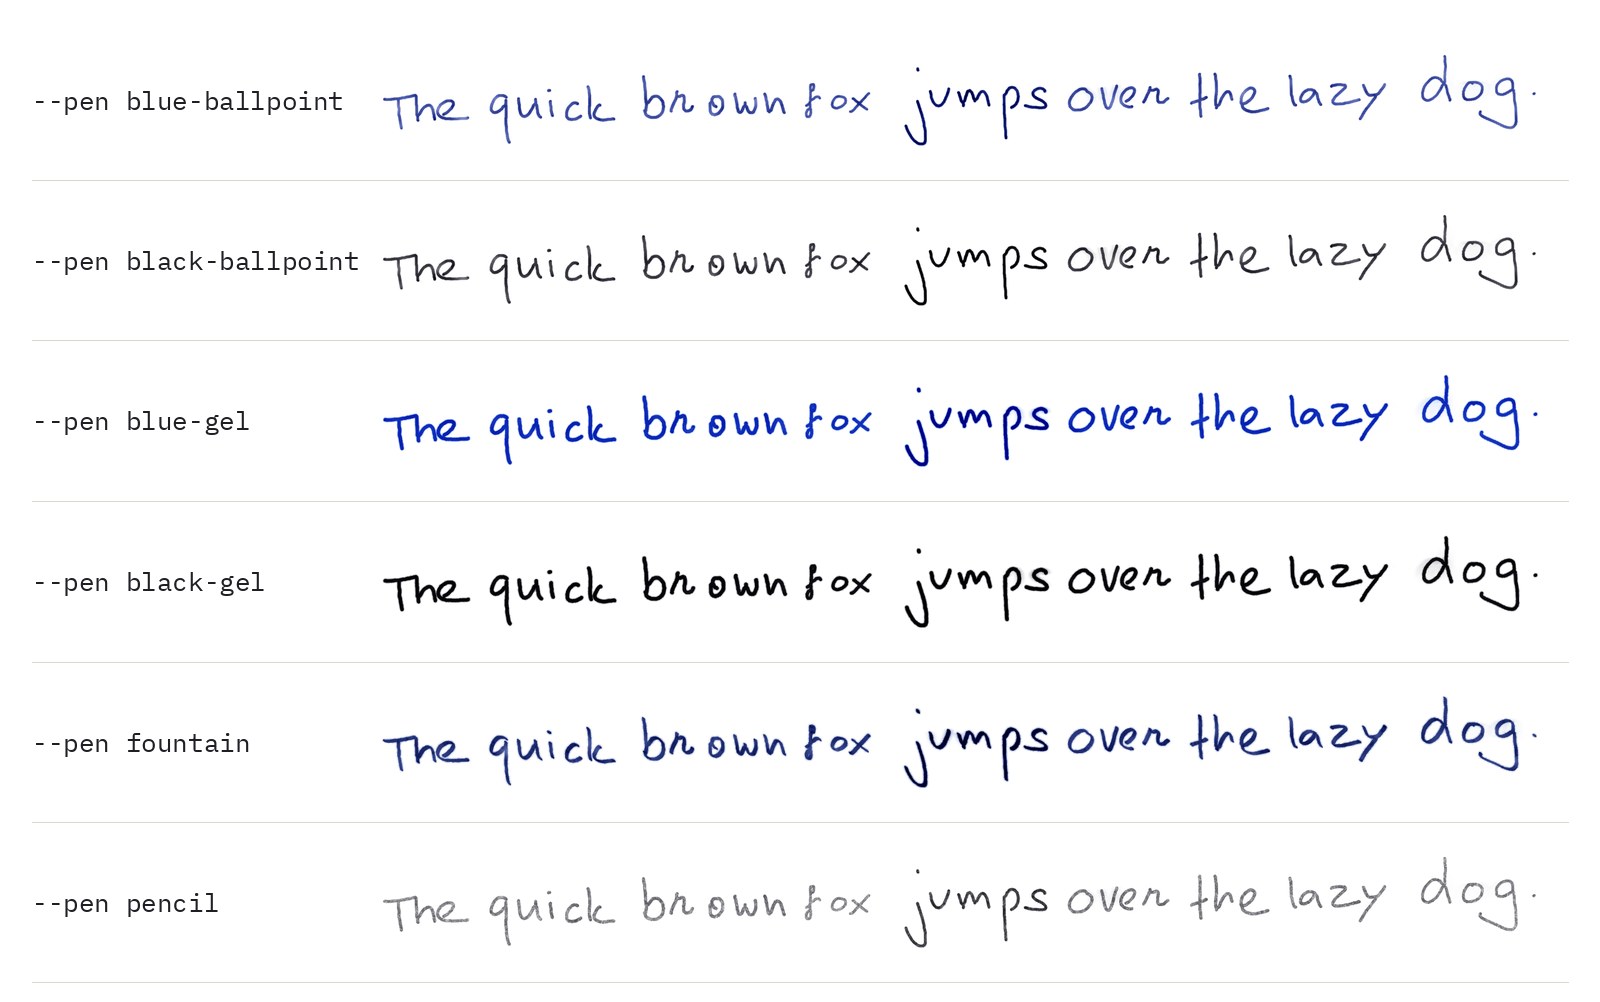 --pen blue-ballpoint The quick brown fox jumps over the lazy dog.
--pen black-ballpoint The quick brown fox jumps over the lazy dog.
--pen blue-gel The quick brown fox jumps over the lazy dog.
--pen black-gel The quick brown fox jumps over the lazy dog.
--pen fountain The quick brown fox jumps over the lazy dog.
--pen pencil The quick brown fox jumps over the lazy dog.